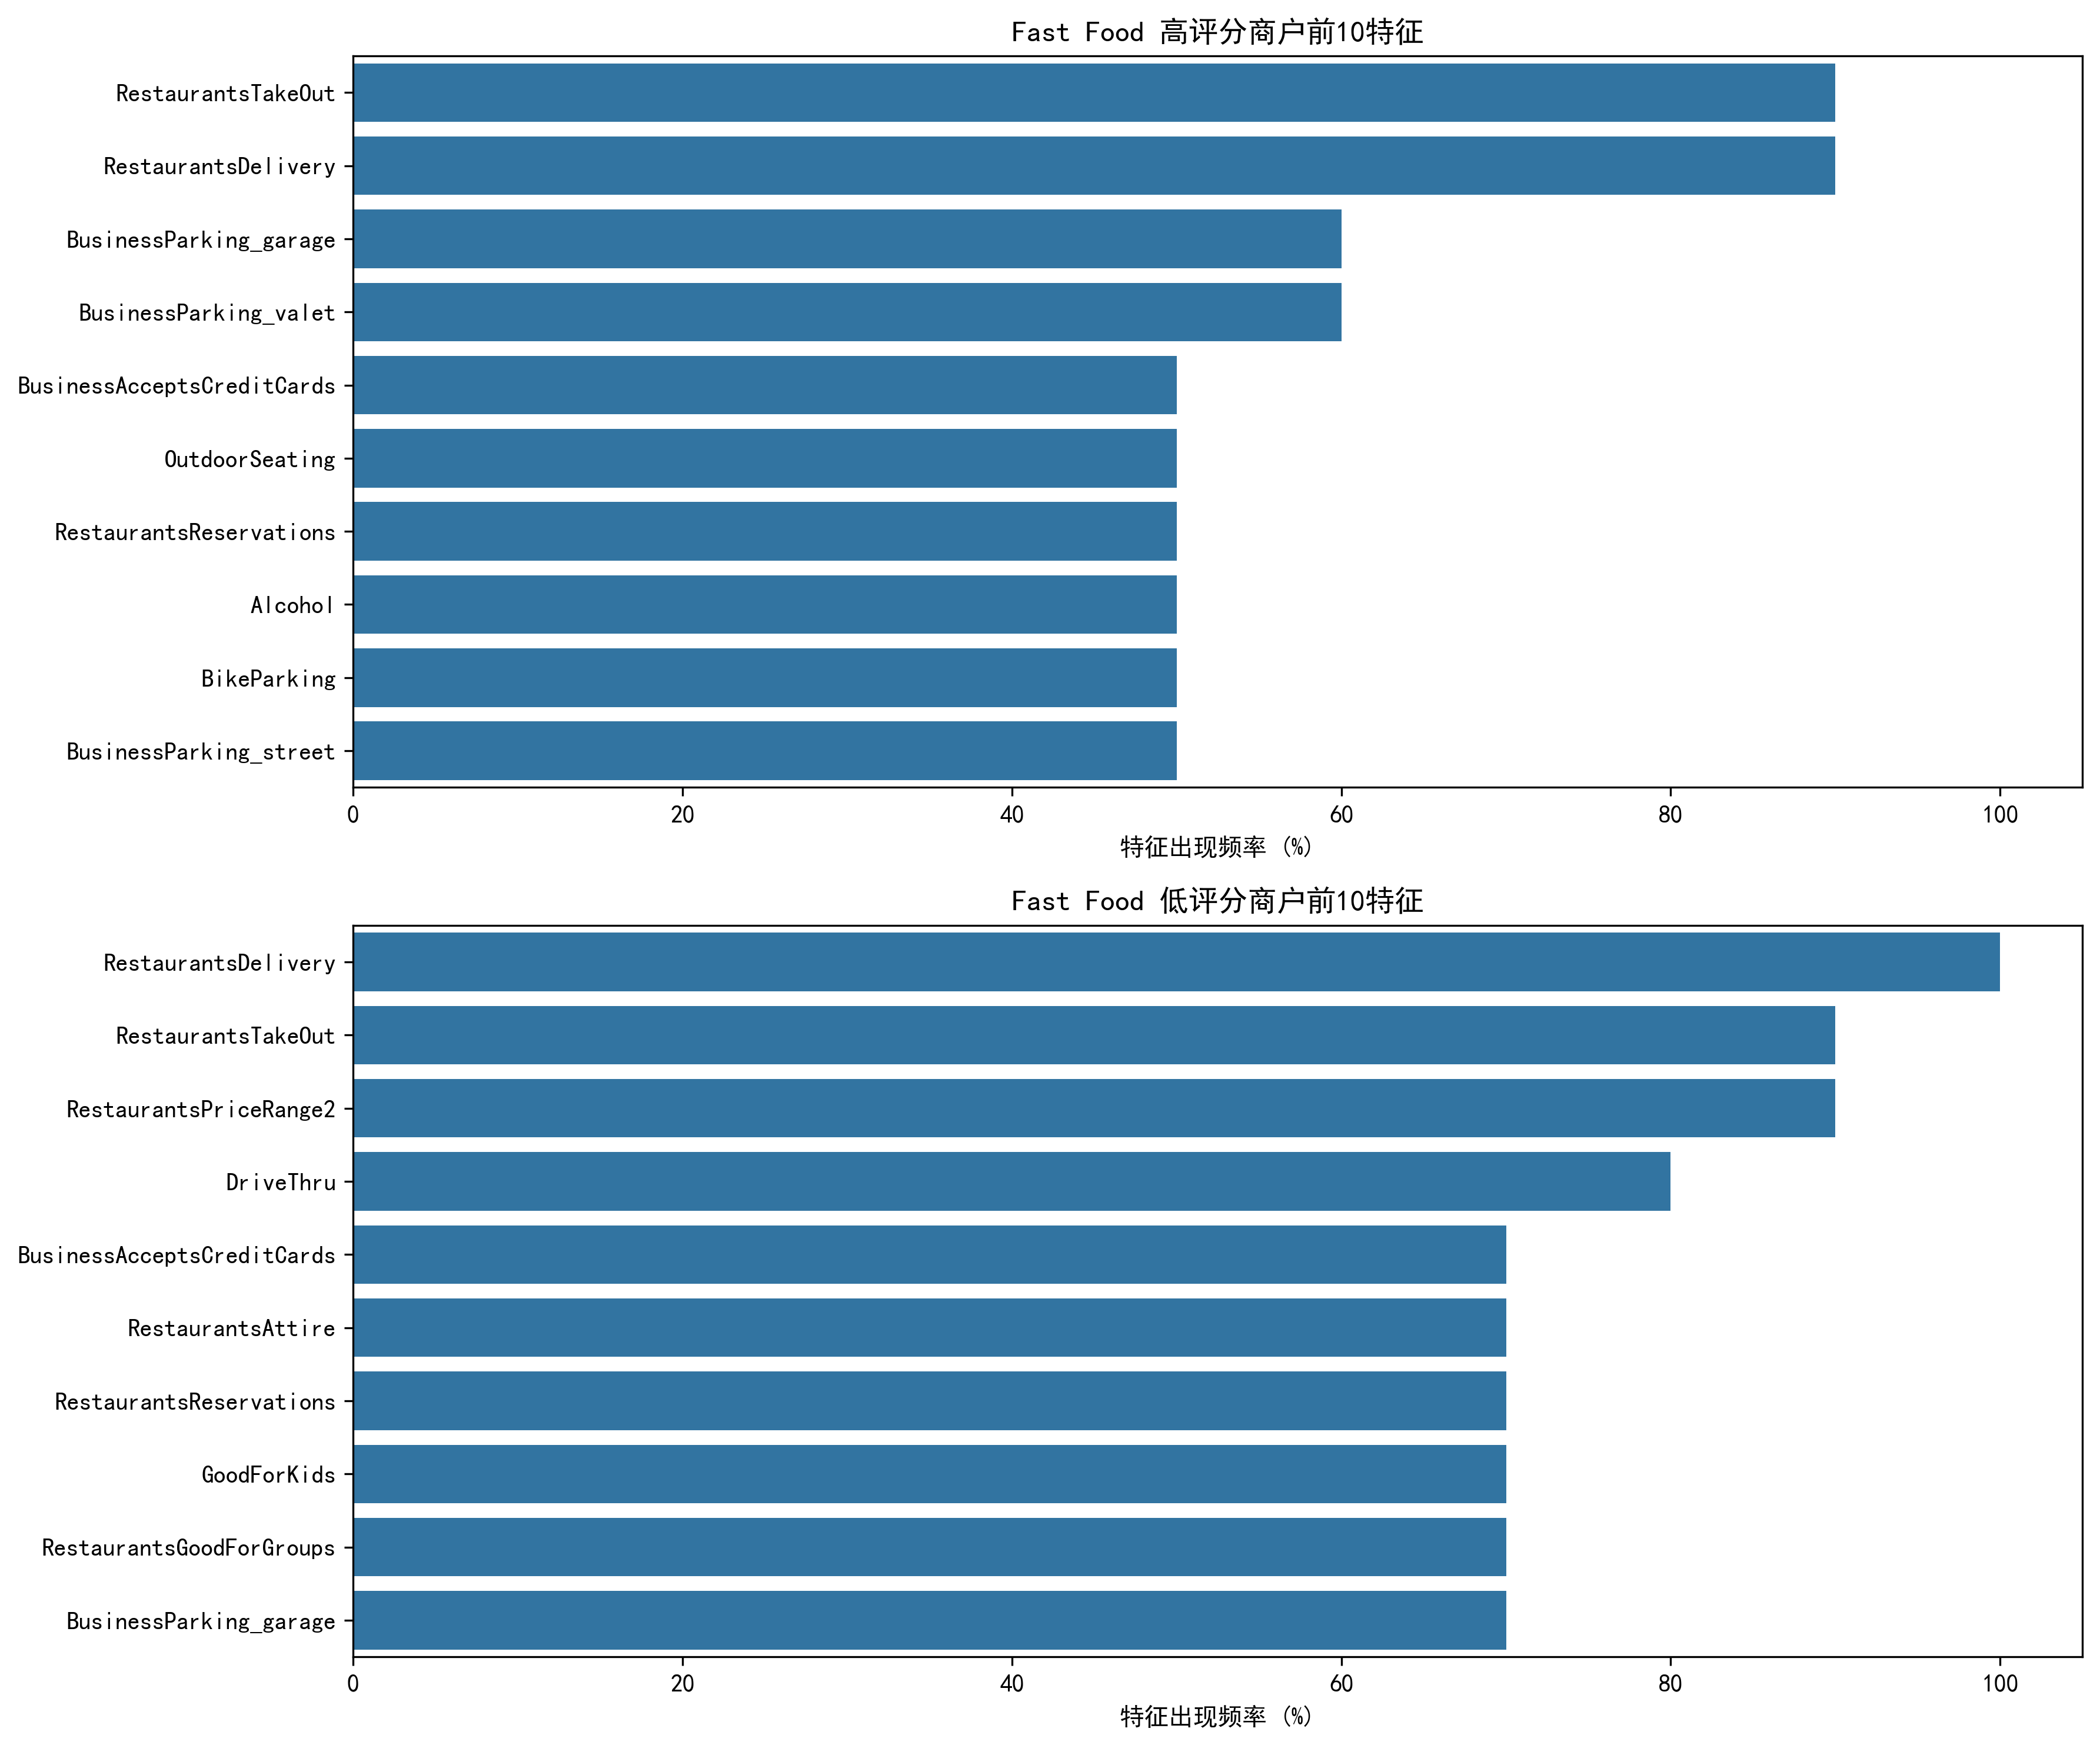 Fast Food 高评分商户前10特征
RestaurantsTakeOut
RestaurantsDelivery
BusinessParking_garage
BusinessParking_valet
BusinessAcceptsCreditCards
OutdoorSeating
RestaurantsReservations
Alcohol
BikeParking
BusinessParking_street
0 20 40 60 80 100
特征出现频率 (%)
Fast Food 低评分商户前10特征
RestaurantsDelivery
RestaurantsTakeOut
RestaurantsPriceRange2
DriveThru
BusinessAcceptsCreditCards
RestaurantsAttire
RestaurantsReservations
GoodForKids
RestaurantsGoodForGroups
BusinessParking_garage
0 20 40 60 80 100
特征出现频率 (%)